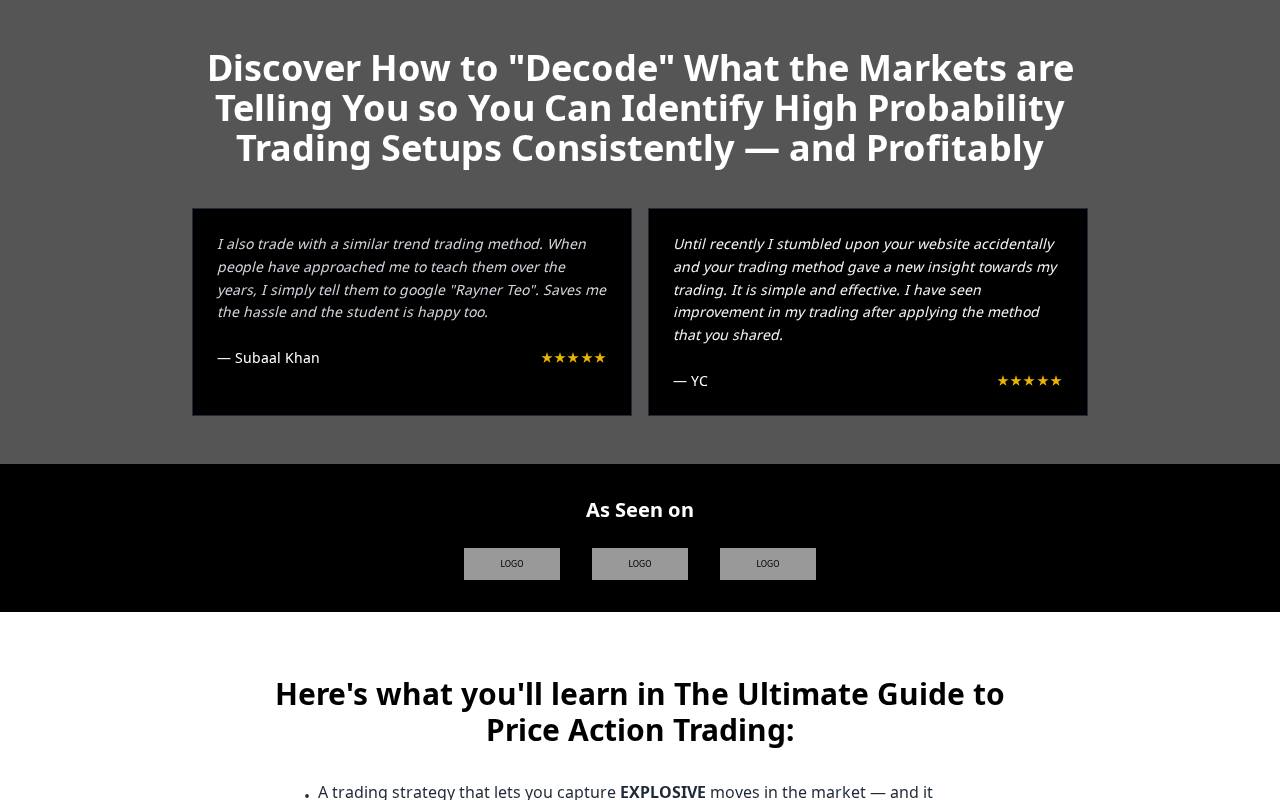 Discover How to "Decode" What the Markets are
Telling You so You Can Identify High Probability
Trading Setups Consistently — and Profitably
I also trade with a similar trend trading method. When
people have approached me to teach them over the
years, I simply tell them to google "Rayner Teo". Saves me
the hassle and the student is happy too.
— Subaal Khan ★★★★★
Until recently I stumbled upon your website accidentally
and your trading method gave a new insight towards my
trading. It is simple and effective. I have seen
improvement in my trading after applying the method
that you shared.
— YC ★★★★★
As Seen on
LOGO LOGO LOGO
Here's what you'll learn in The Ultimate Guide to
Price Action Trading:
• A trading strategy that lets you capture EXPLOSIVE moves in the market — and it